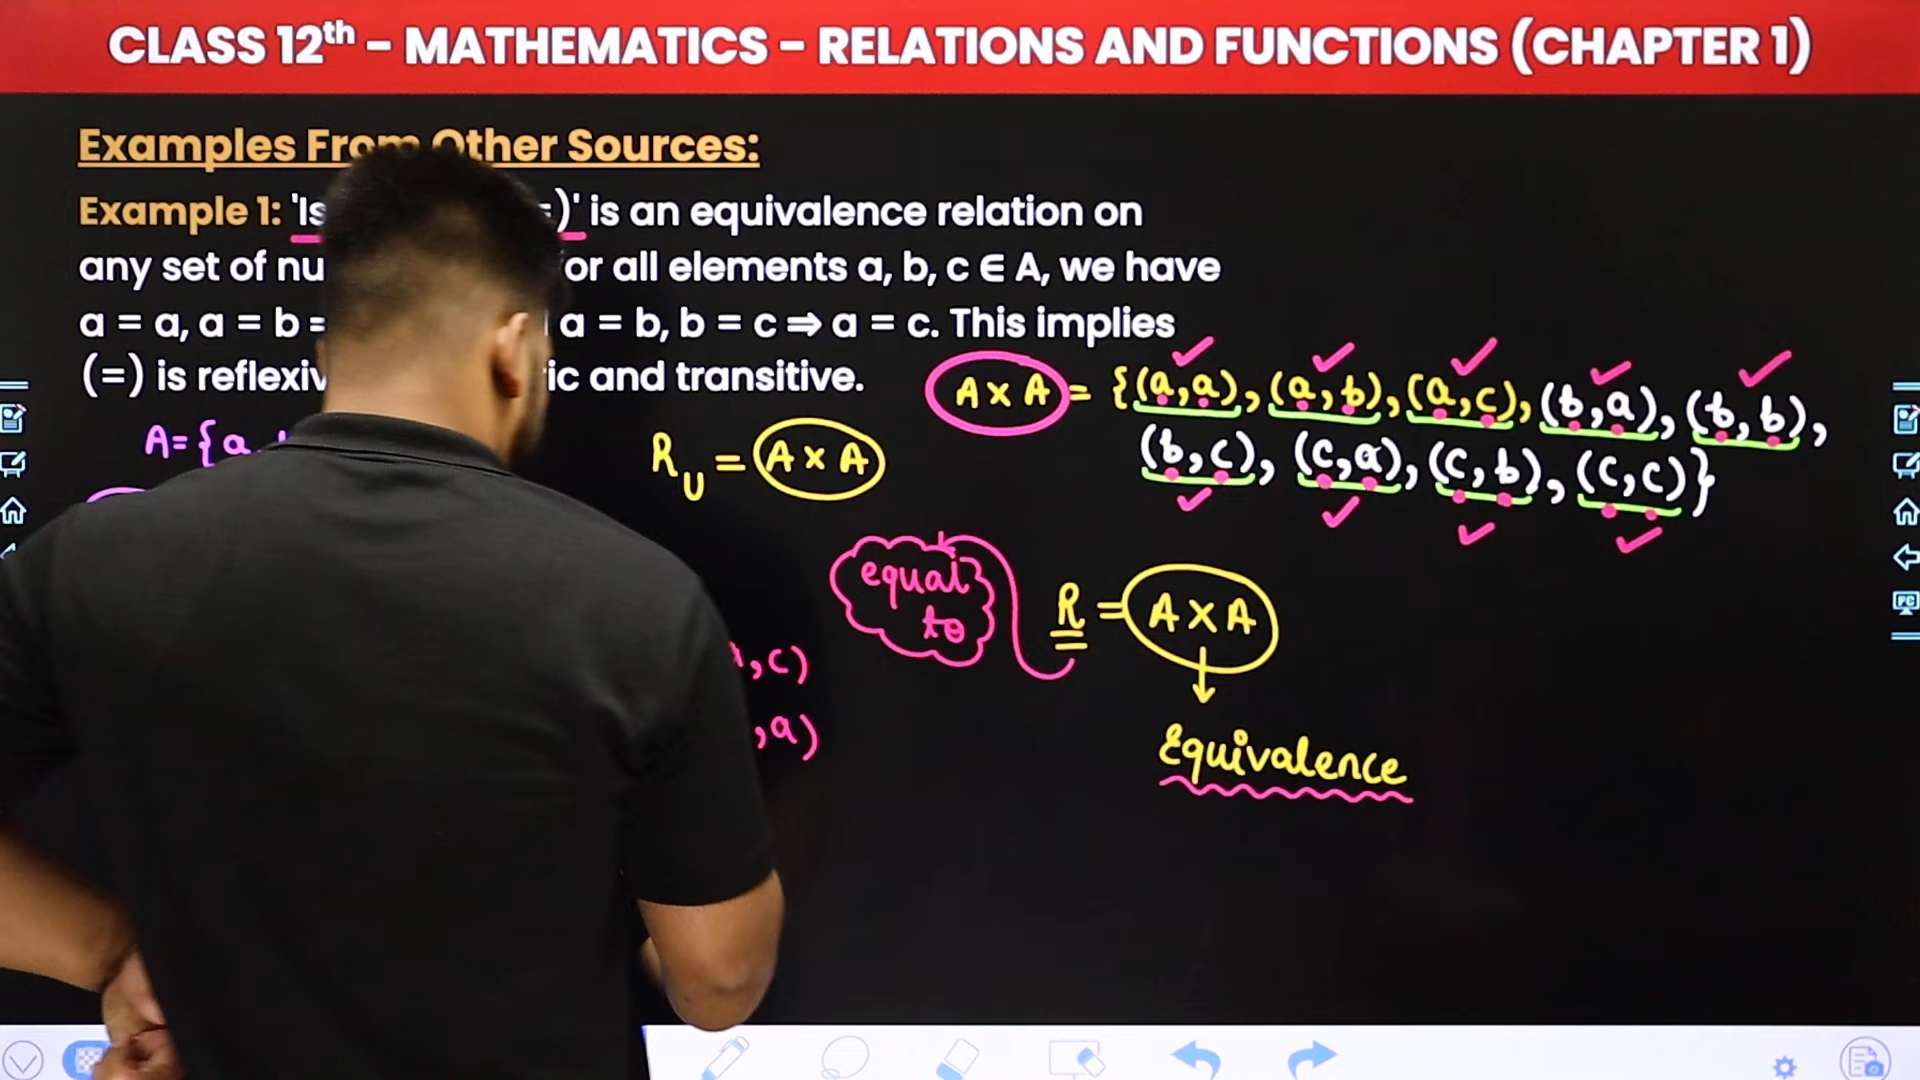 CLASS 12th - MATHEMATICS - RELATIONS AND FUNCTIONS (CHAPTER 1)
Examples From Other Sources:
Example 1: 'Is =)' is an equivalence relation on
any set of nu or all elements a, b, c ∈ A, we have
a = a, a = b = a = b, b = c ⇒ a = c. This implies
(=) is reflexiv ic and transitive.
A × A = {(a,a), (a,b), (a,c), (b,a), (b,b),
(b,c), (c,a), (c,b), (c,c)}
A={a
R_U = A × A
equal
to
R = A × A
,c)
,a)
Equivalence